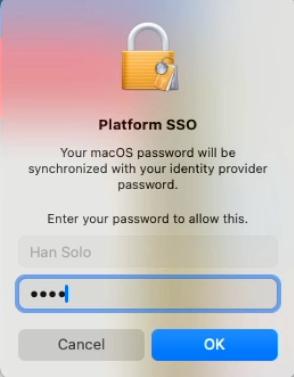 Platform SSO
Your macOS password will be
synchronized with your identity provider
password.
Enter your password to allow this.
Han Solo
••••
Cancel
OK